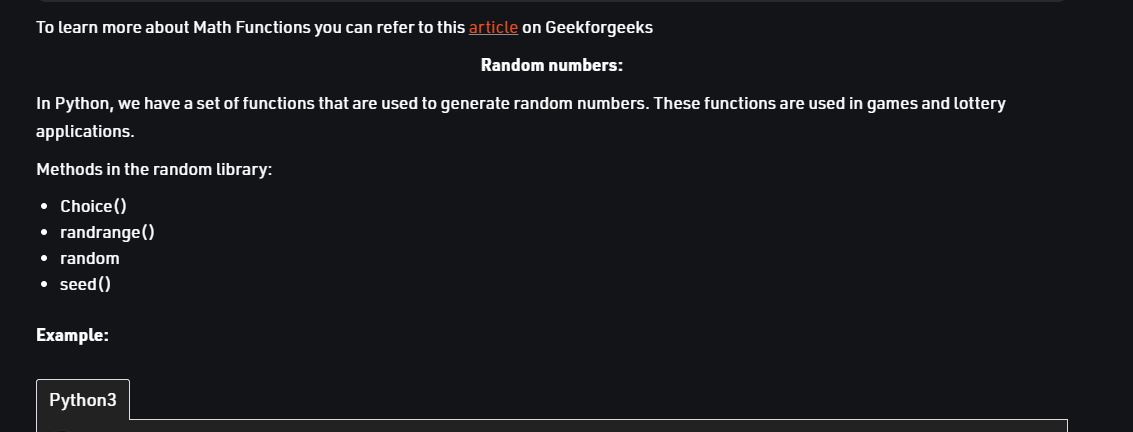 To learn more about Math Functions you can refer to this article on Geekforgeeks
Random numbers:
In Python, we have a set of functions that are used to generate random numbers. These functions are used in games and lottery
applications.
Methods in the random library:
• Choice()
• randrange()
• random
• seed()
Example:
Python3